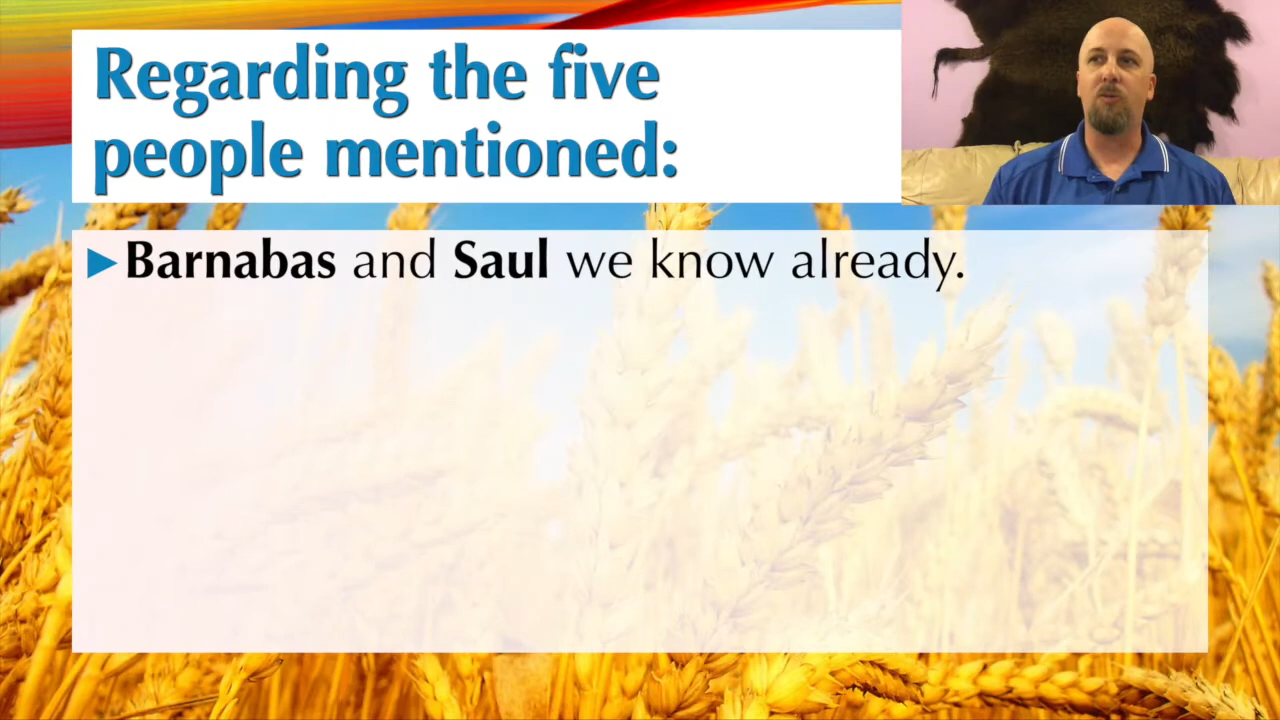 Regarding the five
people mentioned:
▶Barnabas and Saul we know already.